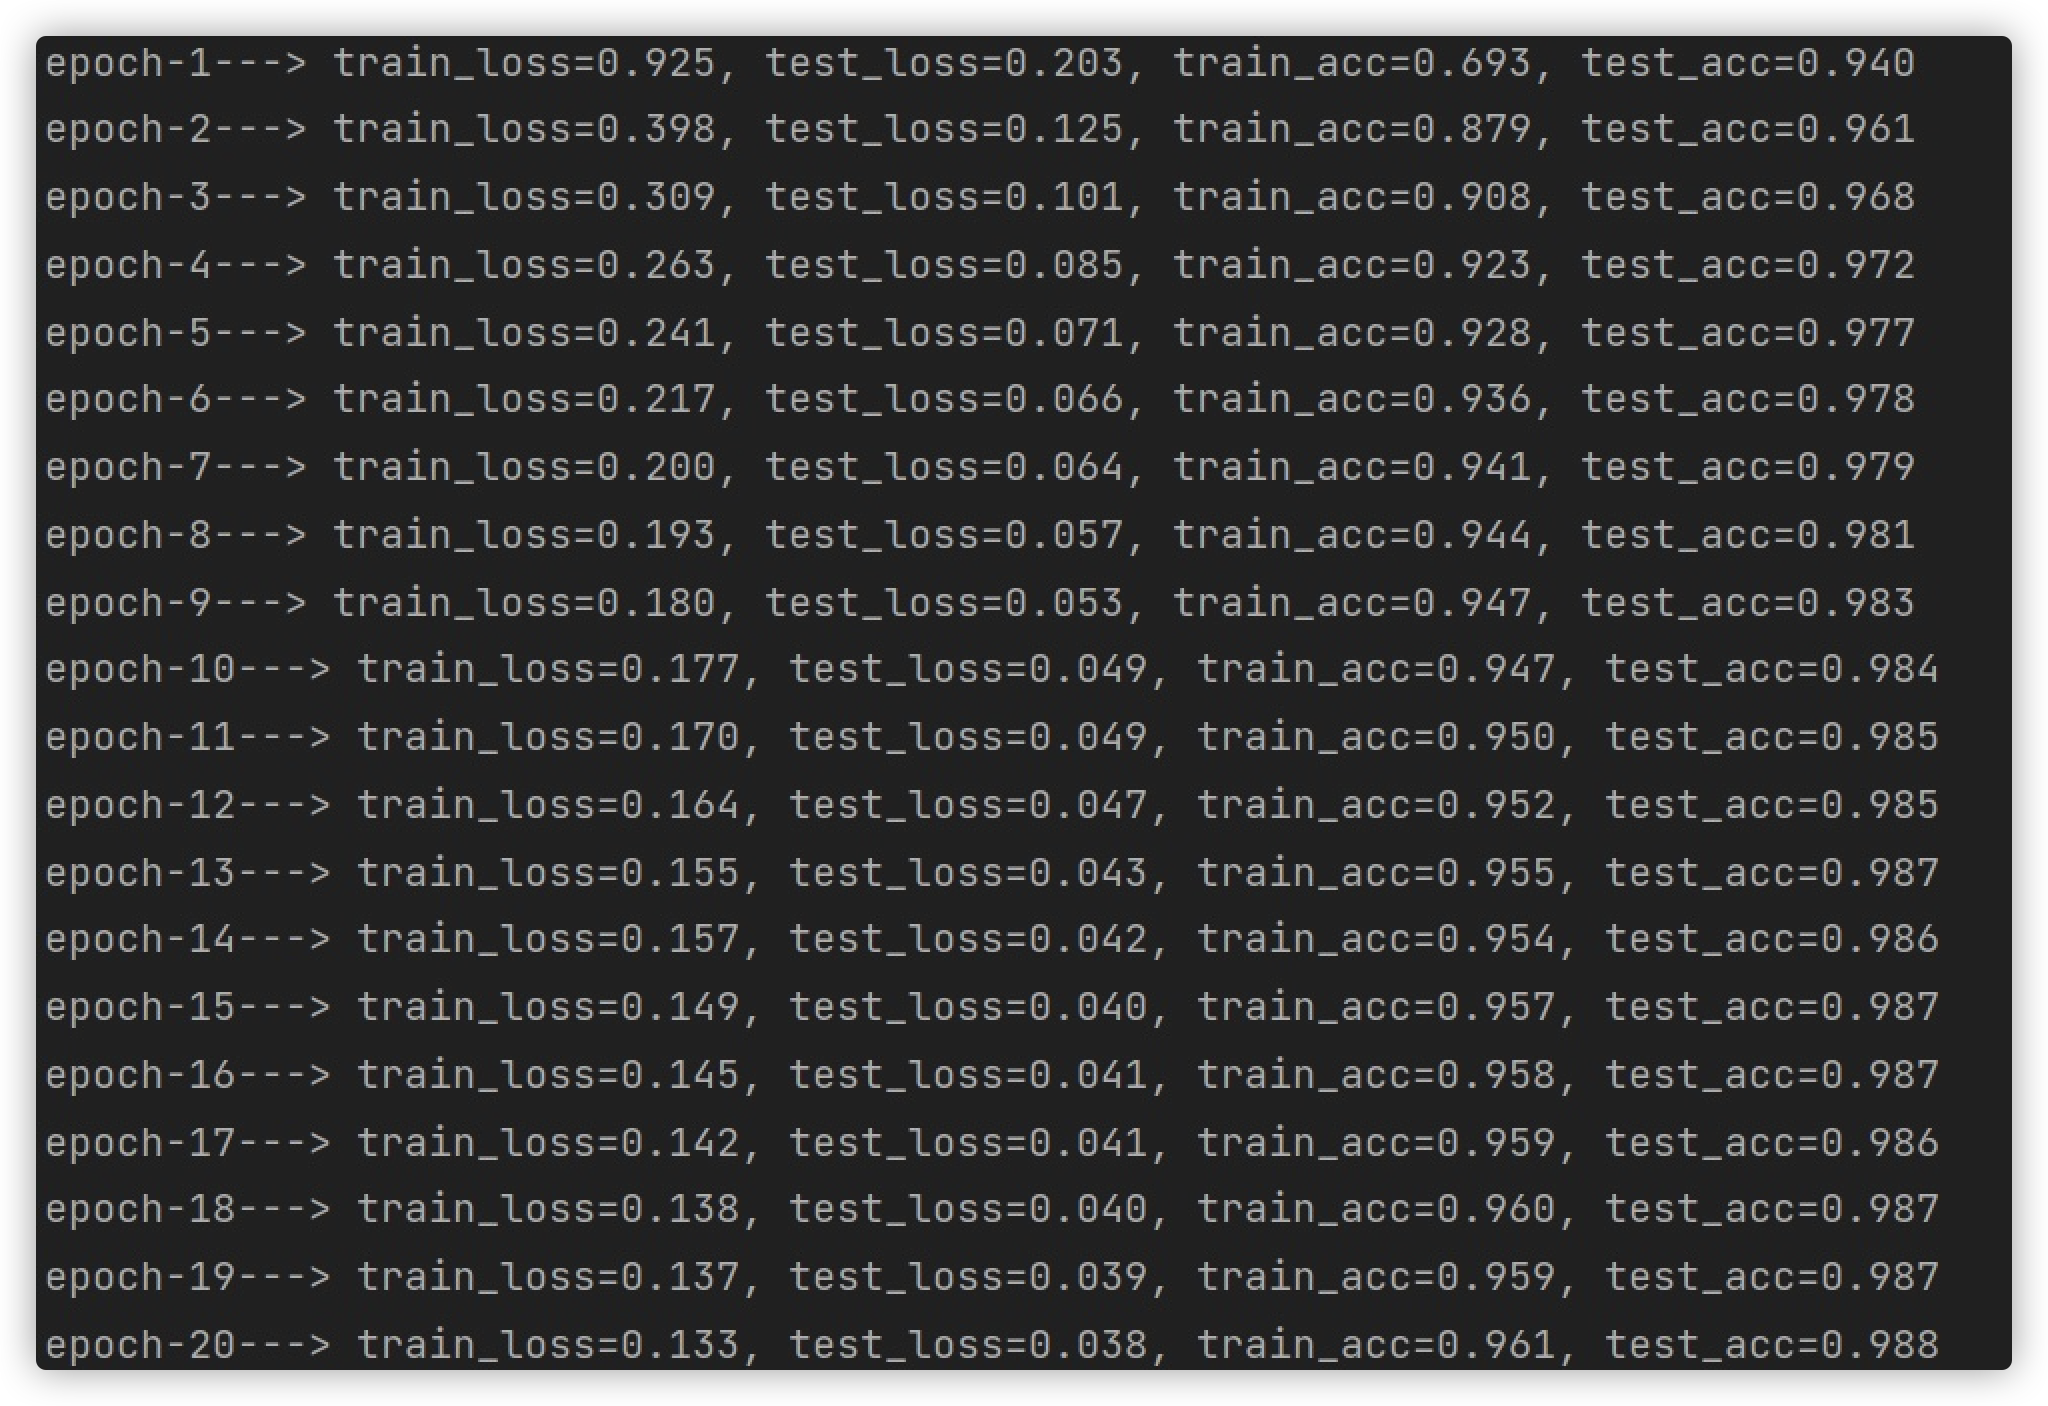 epoch-1---> train_loss=0.925, test_loss=0.203, train_acc=0.693, test_acc=0.940
epoch-2---> train_loss=0.398, test_loss=0.125, train_acc=0.879, test_acc=0.961
epoch-3---> train_loss=0.309, test_loss=0.101, train_acc=0.908, test_acc=0.968
epoch-4---> train_loss=0.263, test_loss=0.085, train_acc=0.923, test_acc=0.972
epoch-5---> train_loss=0.241, test_loss=0.071, train_acc=0.928, test_acc=0.977
epoch-6---> train_loss=0.217, test_loss=0.066, train_acc=0.936, test_acc=0.978
epoch-7---> train_loss=0.200, test_loss=0.064, train_acc=0.941, test_acc=0.979
epoch-8---> train_loss=0.193, test_loss=0.057, train_acc=0.944, test_acc=0.981
epoch-9---> train_loss=0.180, test_loss=0.053, train_acc=0.947, test_acc=0.983
epoch-10---> train_loss=0.177, test_loss=0.049, train_acc=0.947, test_acc=0.984
epoch-11---> train_loss=0.170, test_loss=0.049, train_acc=0.950, test_acc=0.985
epoch-12---> train_loss=0.164, test_loss=0.047, train_acc=0.952, test_acc=0.985
epoch-13---> train_loss=0.155, test_loss=0.043, train_acc=0.955, test_acc=0.987
epoch-14---> train_loss=0.157, test_loss=0.042, train_acc=0.954, test_acc=0.986
epoch-15---> train_loss=0.149, test_loss=0.040, train_acc=0.957, test_acc=0.987
epoch-16---> train_loss=0.145, test_loss=0.041, train_acc=0.958, test_acc=0.987
epoch-17---> train_loss=0.142, test_loss=0.041, train_acc=0.959, test_acc=0.986
epoch-18---> train_loss=0.138, test_loss=0.040, train_acc=0.960, test_acc=0.987
epoch-19---> train_loss=0.137, test_loss=0.039, train_acc=0.959, test_acc=0.987
epoch-20---> train_loss=0.133, test_loss=0.038, train_acc=0.961, test_acc=0.988